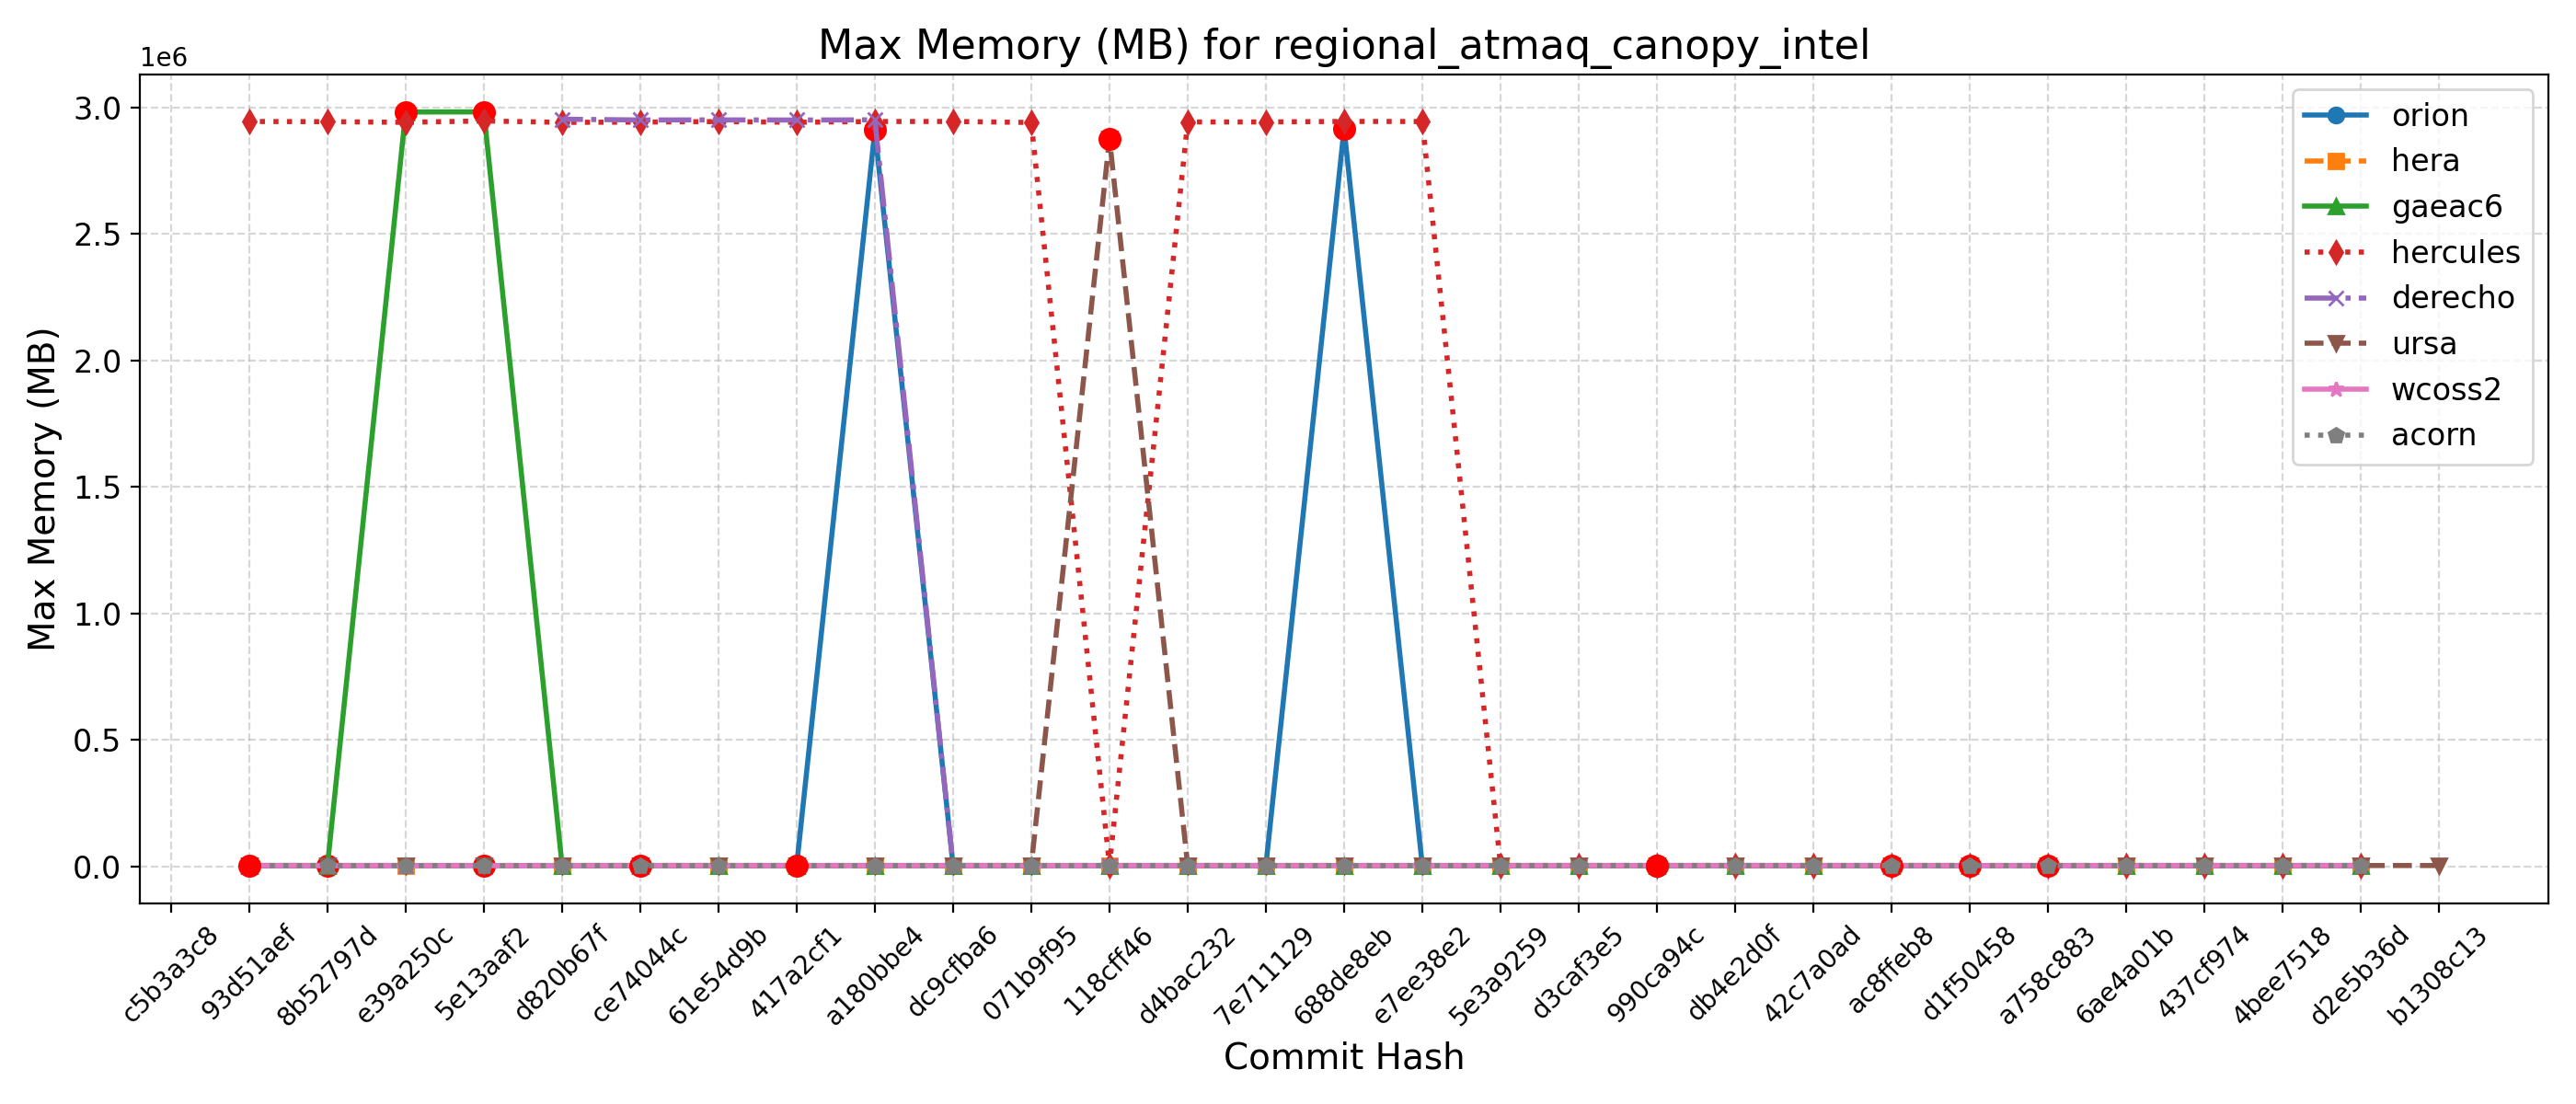 Max Memory (MB) for regional_atmaq_canopy_intel
1e6
3.0
2.5
2.0
1.5
1.0
0.5
0.0
Max Memory (MB)
orion
hera
gaeac6
hercules
derecho
ursa
wcoss2
acorn
c5b3a3c8
93d51aef
8b52797d
e39a250c
5e13aaf2
d820b67f
ce74044c
61e54d9b
417a2cf1
a180bbe4
dc9cfba6
071b9f95
118cff46
d4bac232
7e711129
688de8eb
e7ee38e2
5e3a9259
d3caf3e5
990ca94c
db4e2d0f
42c7a0ad
ac8ffeb8
d1f50458
a758c883
6ae4a01b
437cf974
4bee7518
d2e5b36d
b1308c13
Commit Hash